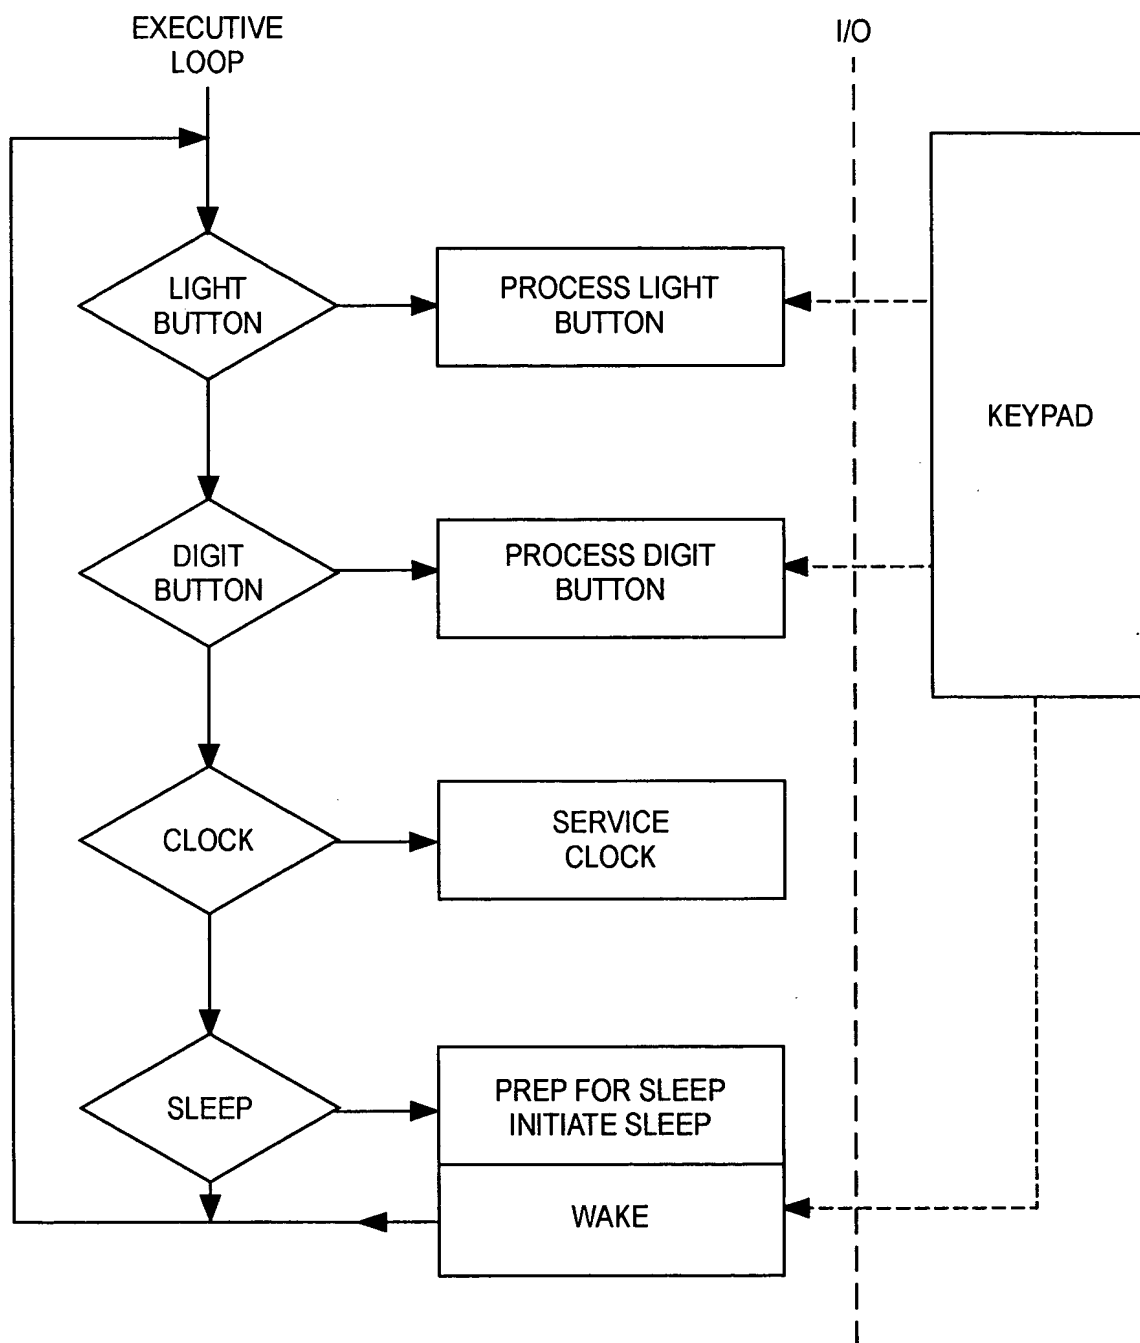 EXECUTIVE
LOOP
I/O
LIGHT
BUTTON
PROCESS LIGHT
BUTTON
KEYPAD
DIGIT
BUTTON
PROCESS DIGIT
BUTTON
CLOCK
SERVICE
CLOCK
SLEEP
PREP FOR SLEEP
INITIATE SLEEP
WAKE